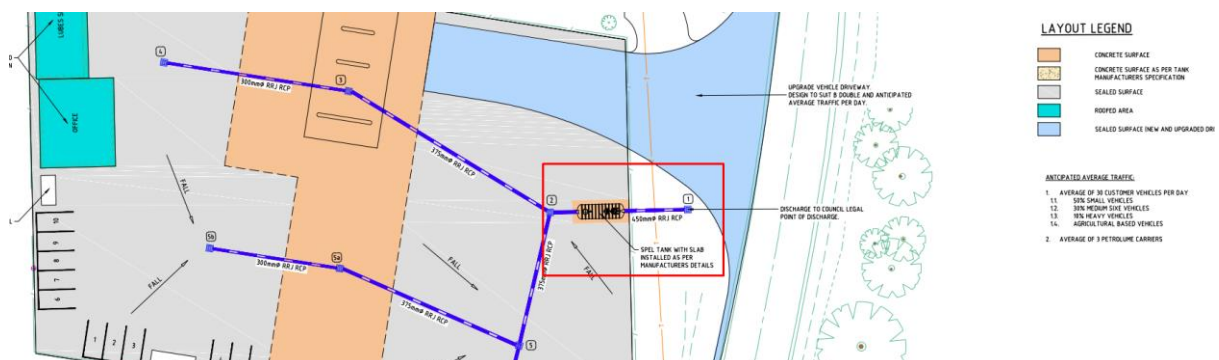 LUBES S
D
N
OFFICE
L
4
300mmØ RRJ RCP
3
375mmØ RRJ RCP
FALL
2
450mmØ RRJ RCP
1
5b
300mmØ RRJ RCP
5a
375mmØ RRJ RCP
375mmØ RRJ RCP
5
FALL
FALL
FALL
10
9
8
7
6
1
2
3
UPGRADE VEHICLE DRIVEWAY.
DESIGN TO SUIT B DOUBLE AND ANTICIPATED
AVERAGE TRAFFIC PER DAY.
DISCHARGE TO COUNCIL LEGAL
POINT OF DISCHARGE.
SPEL TANK WITH SLAB
INSTALLED AS PER
MANUFACTURERS DETAILS
LAYOUT LEGEND
CONCRETE SURFACE
CONCRETE SURFACE AS PER TANK
MANUFACTURERS SPECIFICATION
SEALED SURFACE
ROOFED AREA
SEALED SURFACE (NEW AND UPGRADED DRI
ANTICIPATED AVERAGE TRAFFIC:
1. AVERAGE OF 30 CUSTOMER VEHICLES PER DAY
1.1. 50% SMALL VEHICLES
1.2. 30% MEDIUM SIXE VEHICLES
1.3. 10% HEAVY VEHICLES
1.4. AGRICULTURAL BASED VEHICLES
2. AVERAGE OF 3 PETROLUME CARRIERS